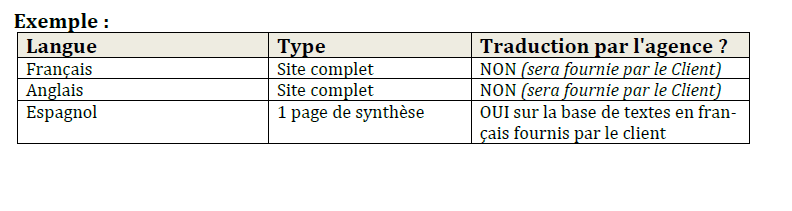 Exemple :
Langue Type Traduction par l'agence ?
Français Site complet NON (sera fournie par le Client)
Anglais Site complet NON (sera fournie par le Client)
Espagnol 1 page de synthèse OUI sur la base de textes en fran-
çais fournis par le client